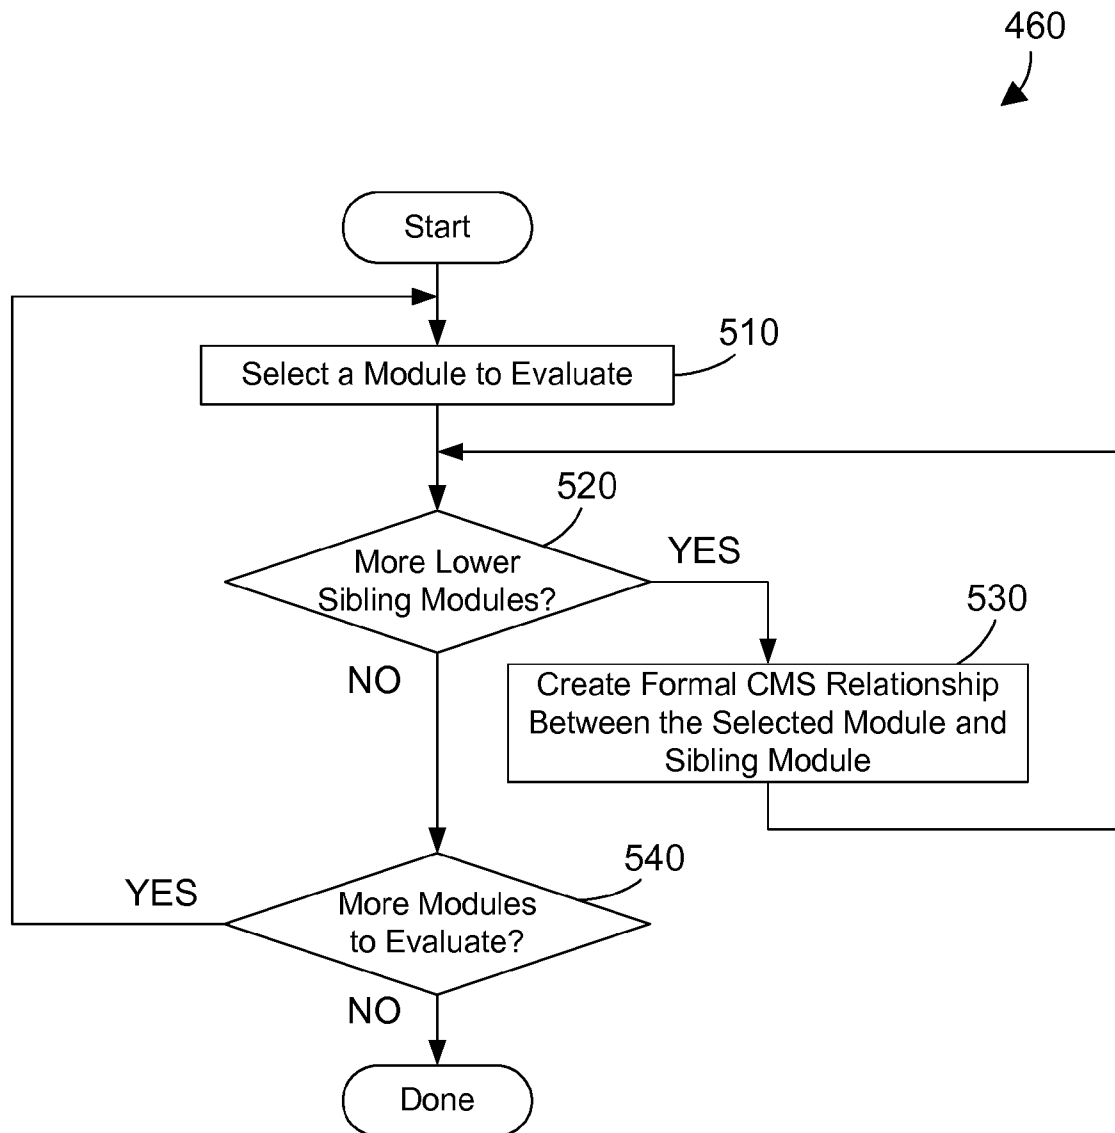 460
Start
510
Select a Module to Evaluate
520
More Lower
Sibling Modules?
YES
530
NO
Create Formal CMS Relationship
Between the Selected Module and
Sibling Module
540
YES
More Modules
to Evaluate?
NO
Done